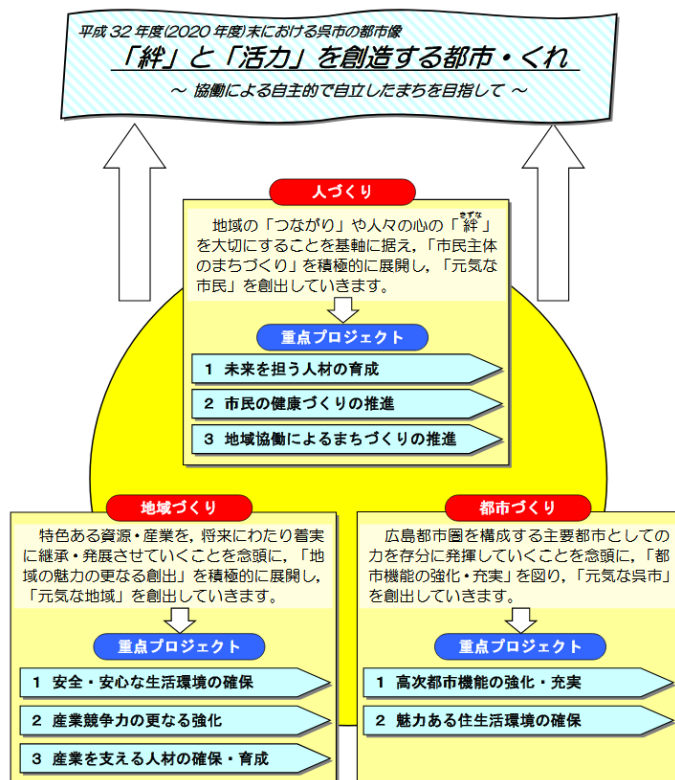 平成32年度(2020年度)末における呉市の都市像
「絆」と「活力」を創造する都市・くれ
~ 協働による自主的で自立したまちを目指して ~
人づくり
地域の「つながり」や人々の心の「絆」
きずな
を大切にすることを基軸に据え,「市民主体
のまちづくり」を積極的に展開し,「元気な
市民」を創出していきます。
重点プロジェクト
1 未来を担う人材の育成
2 市民の健康づくりの推進
3 地域協働によるまちづくりの推進
地域づくり
特色ある資源・産業を,将来にわたり着実
に継承・発展させていくことを念頭に,「地
域の魅力の更なる創出」を積極的に展開し,
「元気な地域」を創出していきます。
重点プロジェクト
1 安全・安心な生活環境の確保
2 産業競争力の更なる強化
3 産業を支える人材の確保・育成
都市づくり
広島都市圏を構成する主要都市としての
力を存分に発揮していくことを念頭に,「都
市機能の強化・充実」を図り,「元気な呉市」
を創出していきます。
重点プロジェクト
1 高次都市機能の強化・充実
2 魅力ある住生活環境の確保